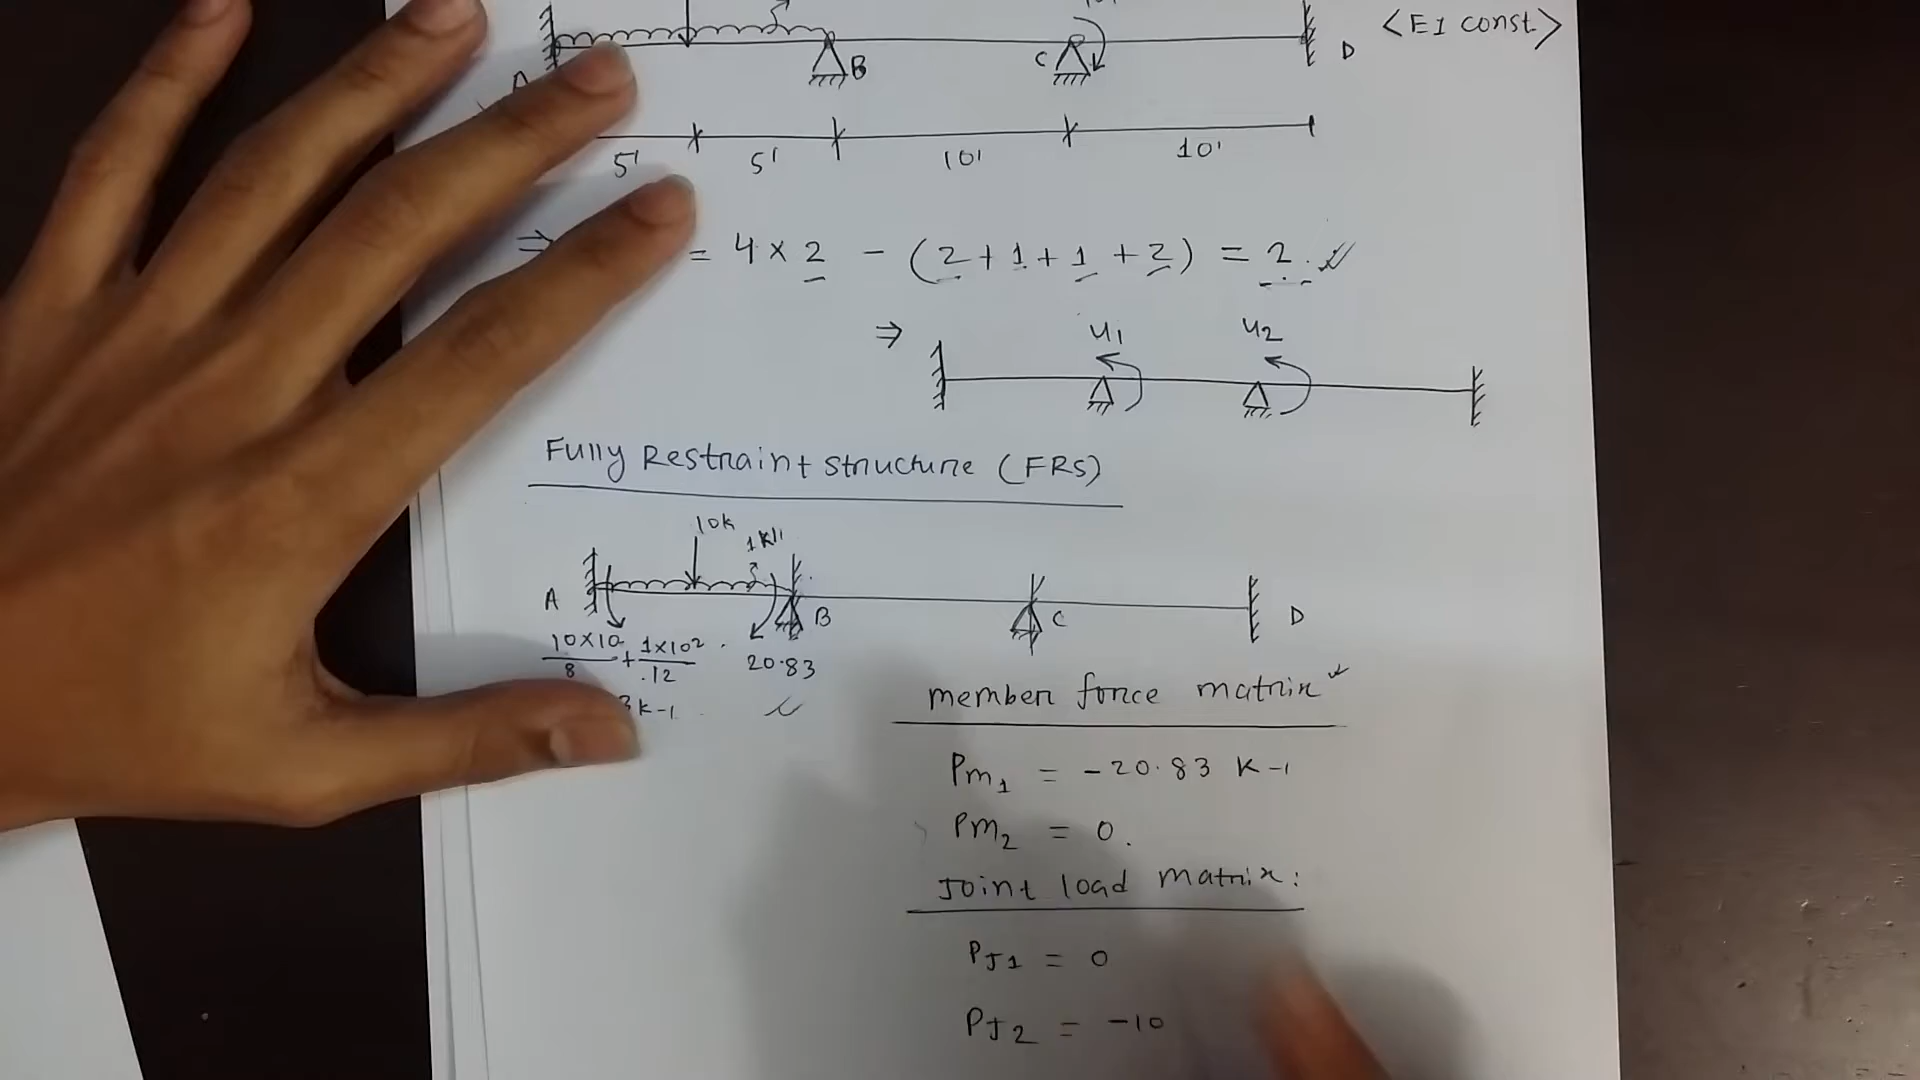 <EI const>
A B C D
5' 5' 10' 10'
⇒ = 4 × 2 - (2+1+1+2) = 2.
⇒ u1 u2
Fully Restraint structure (FRS)
10k 1k/'
A B C D
10×10/8 + 1×10²/12 20.83
3k-'
member force matrix
Pm1 = -20.83 k-'
Pm2 = 0.
Joint load matrix:
PJ1 = 0
PJ2 = -10